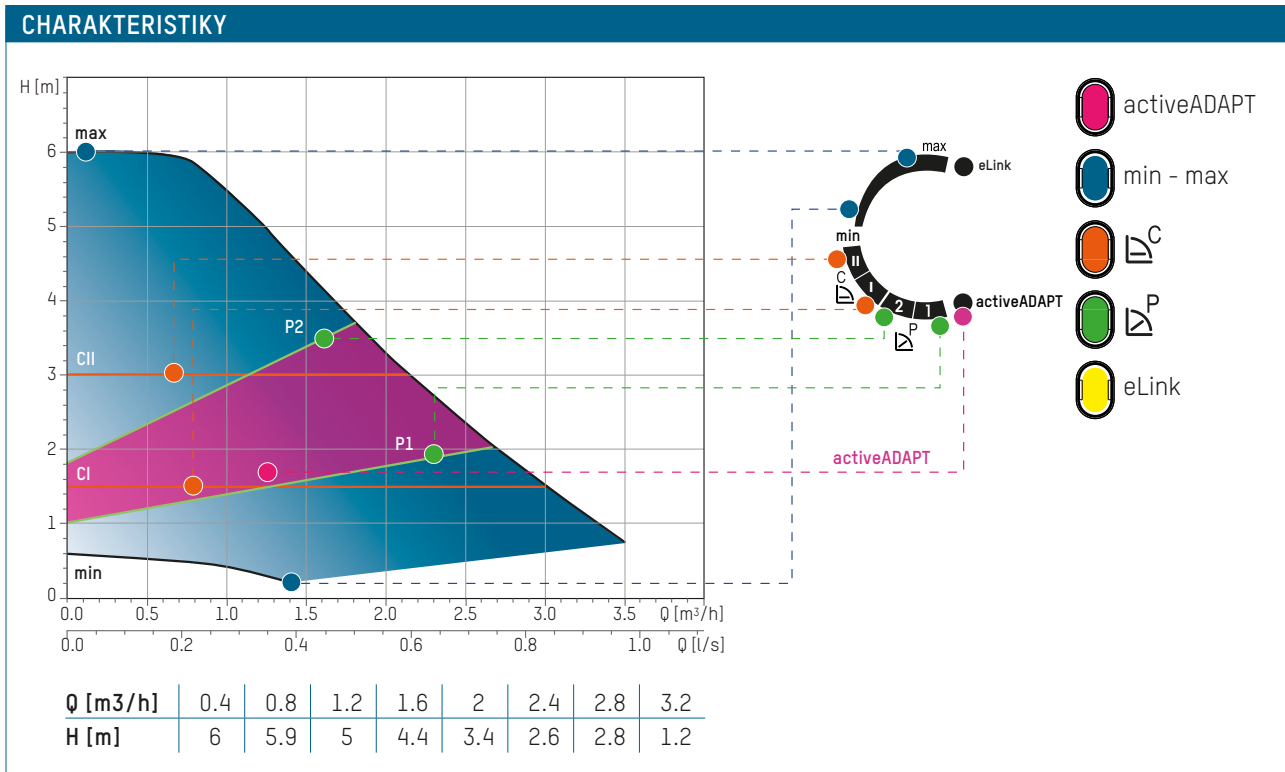 CHARAKTERISTIKY
H [m]
6
5
4
3
2
1
0
max
CII
P2
CI
P1
min
0.0 0.5 1.0 1.5 2.0 2.5 3.0 3.5 Q [m³/h]
0.0 0.2 0.4 0.6 0.8 1.0 Q [l/s]
max
eLink
min
II
C
I
2
1
P
activeADAPT
activeADAPT
activeADAPT
min - max
C
P
eLink
Q [m3/h] 0.4 0.8 1.2 1.6 2 2.4 2.8 3.2
H [m] 6 5.9 5 4.4 3.4 2.6 2.8 1.2